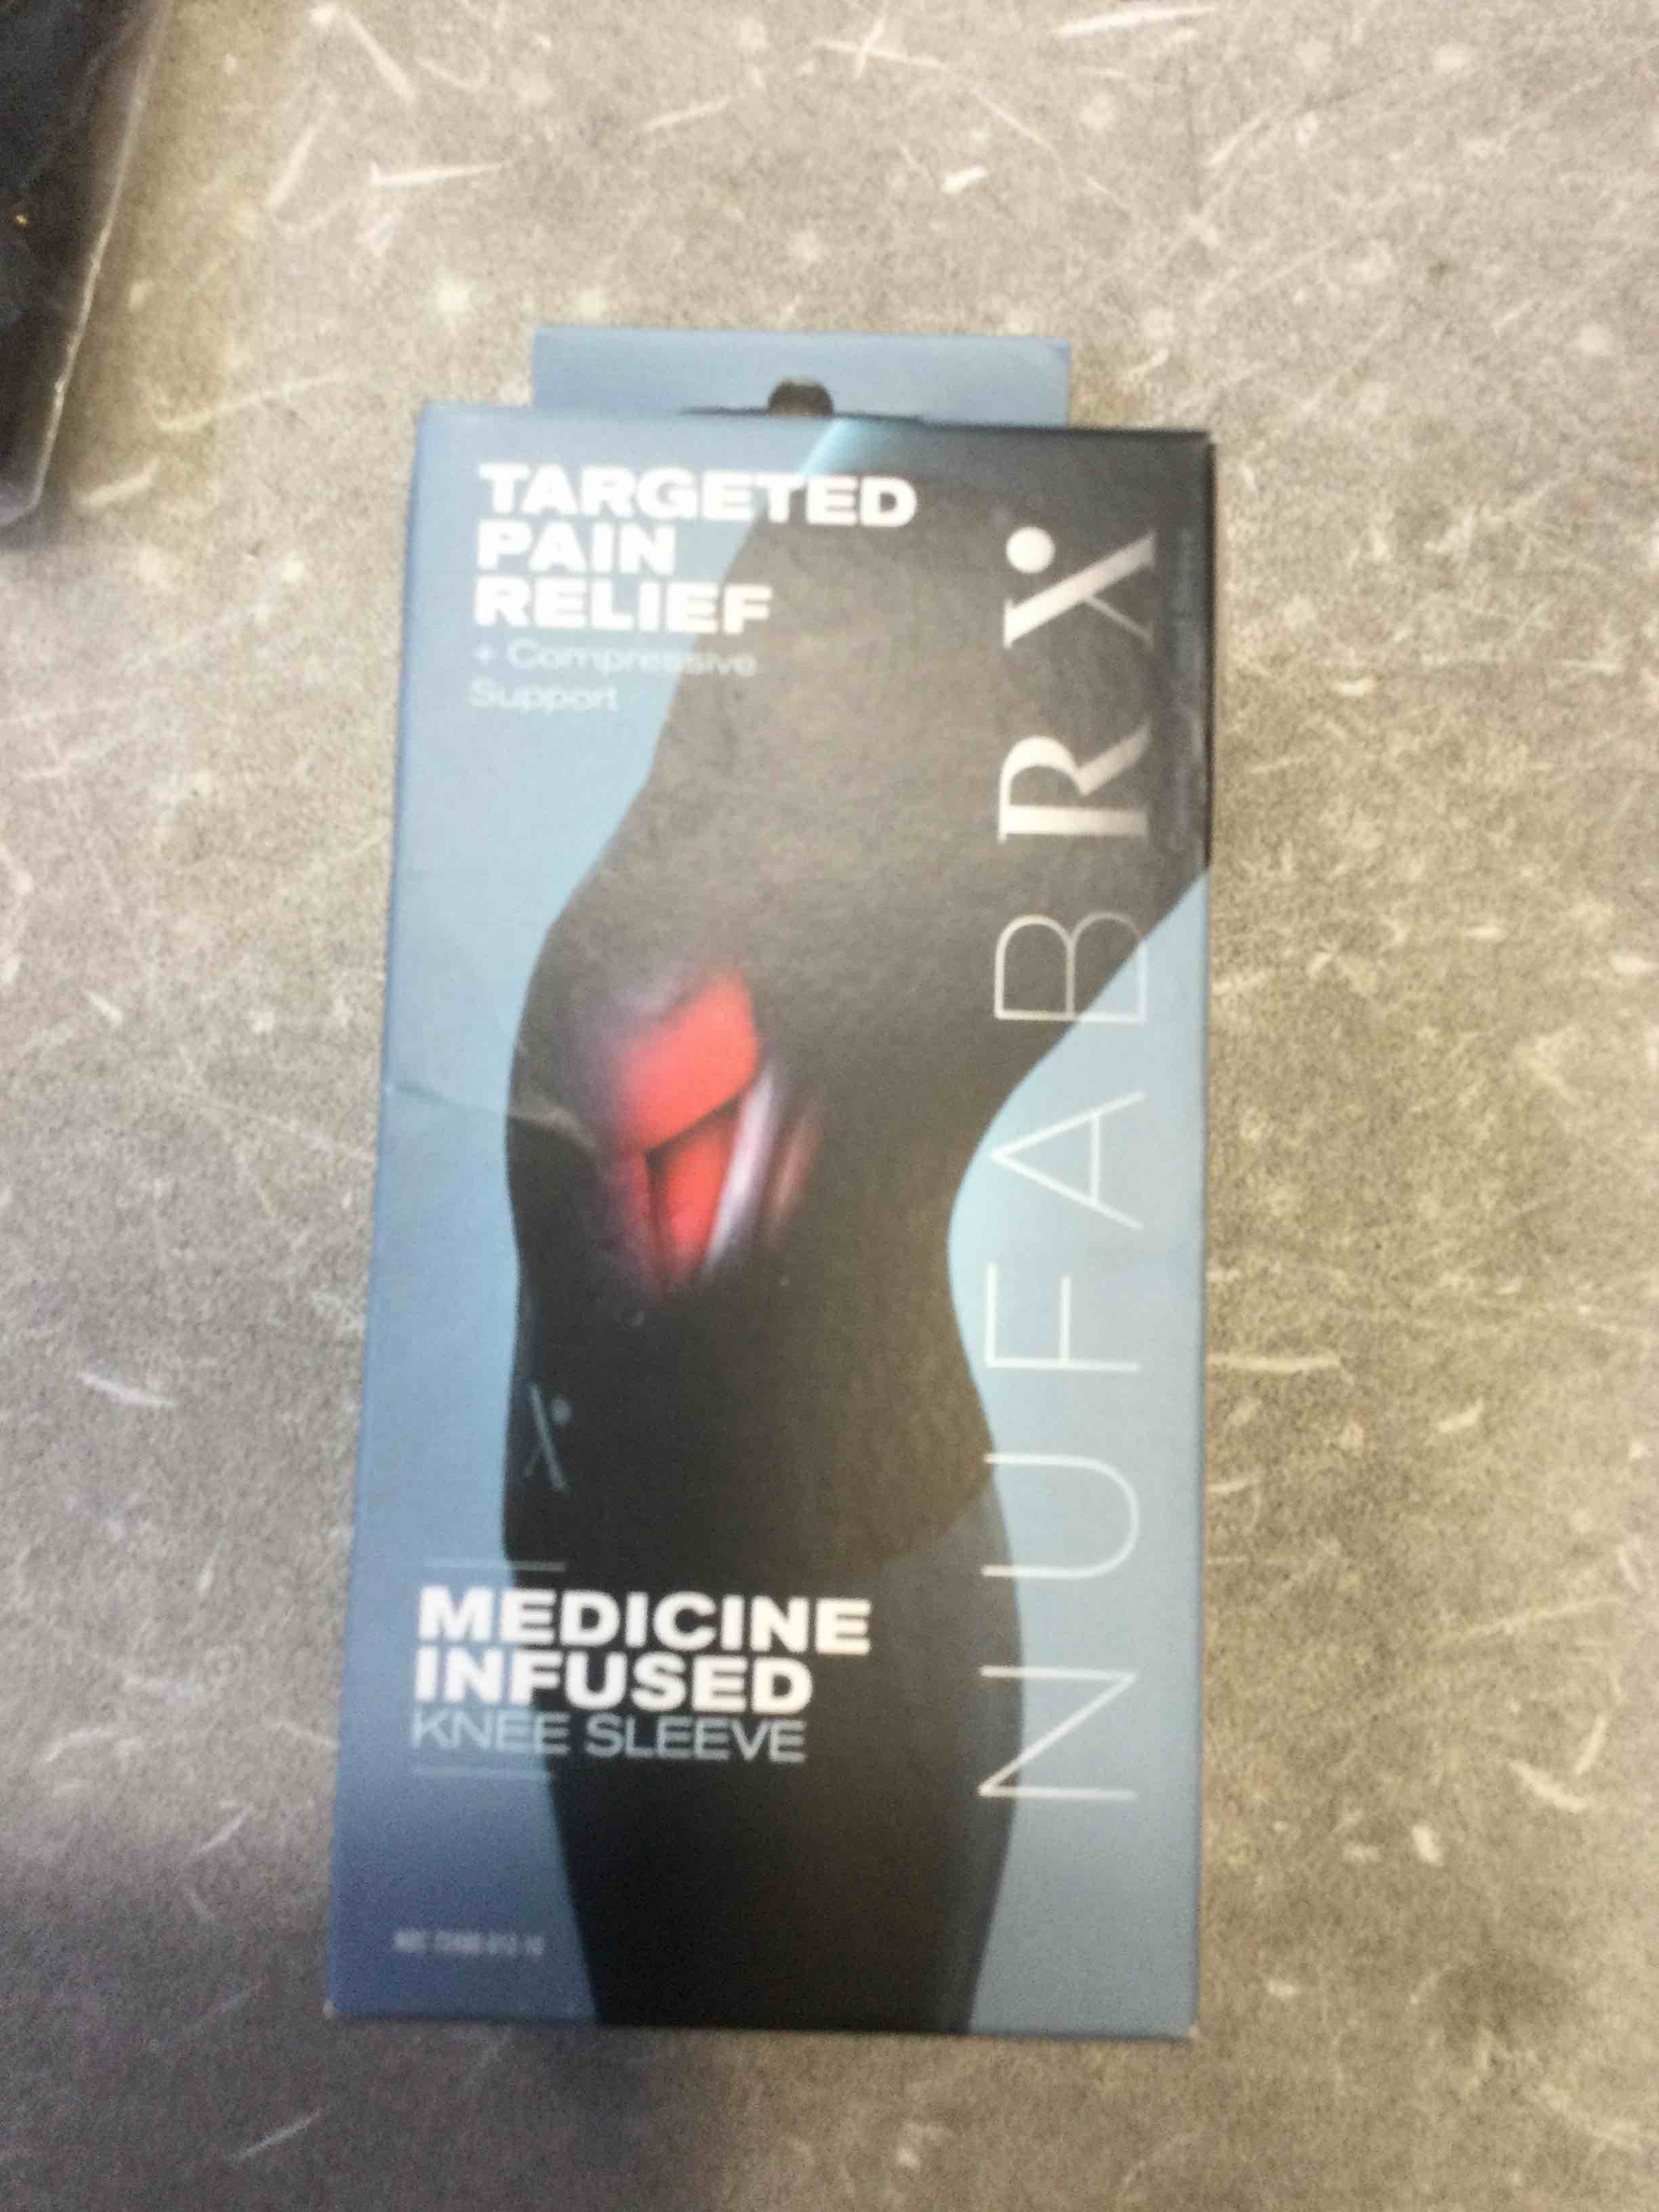 TARGETED
PAIN
RELIEF
+ Compressive
Support
NUFABRX
MEDICINE
INFUSED
KNEE SLEEVE